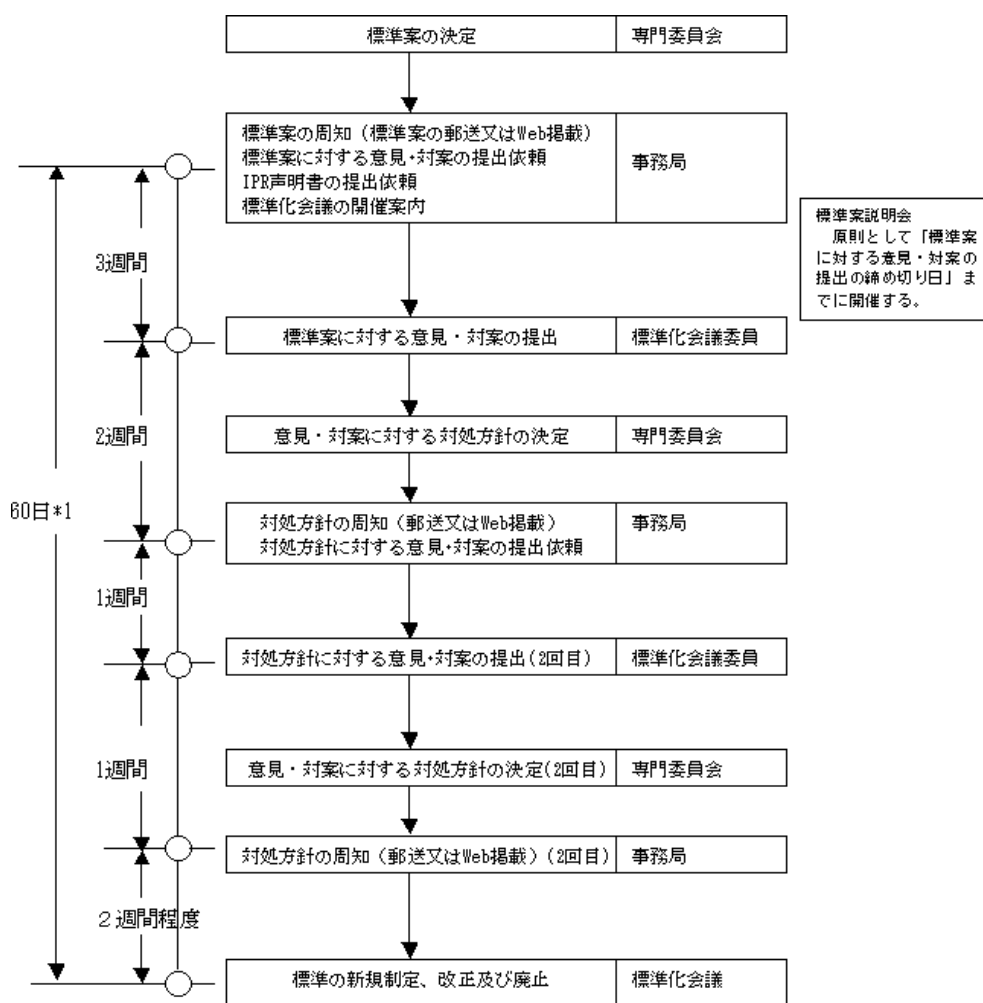 標準案の決定 専門委員会
標準案の周知（標準案の郵送又はWeb掲載）
標準案に対する意見・対案の提出依頼
IPR声明書の提出依頼
標準化会議の開催案内
事務局
標準案説明会
原則として「標準案
に対する意見・対案の
提出の締め切り日」ま
でに開催する。
3週間
標準案に対する意見・対案の提出 標準化会議委員
2週間
意見・対案に対する対処方針の決定 専門委員会
60日*1
対処方針の周知（郵送又はWeb掲載）
対処方針に対する意見・対案の提出依頼
事務局
1週間
対処方針に対する意見・対案の提出(2回目) 標準化会議委員
1週間
意見・対案に対する対処方針の決定(2回目) 専門委員会
対処方針の周知（郵送又はWeb掲載）(2回目) 事務局
２週間程度
標準の新規制定、改正及び廃止 標準化会議